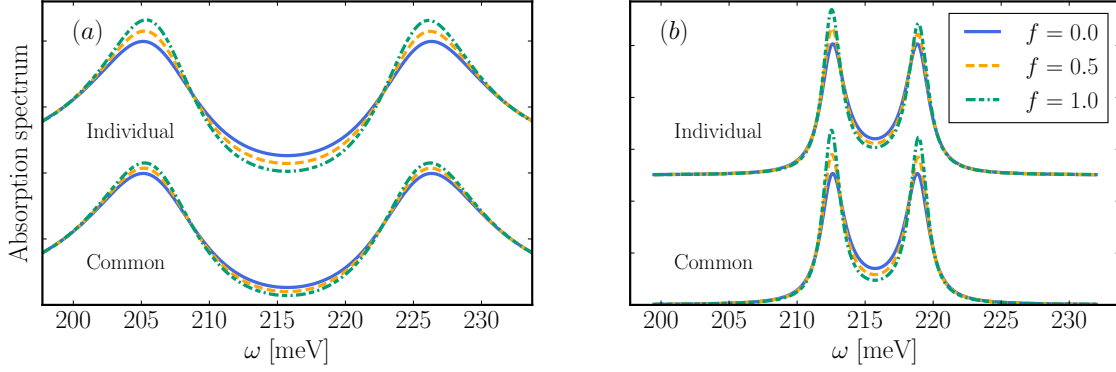 (a)
Absorption spectrum
Individual
Common
200 205 210 215 220 225 230
ω [meV]
(b)
f = 0.0
f = 0.5
f = 1.0
Individual
Common
200 205 210 215 220 225 230
ω [meV]